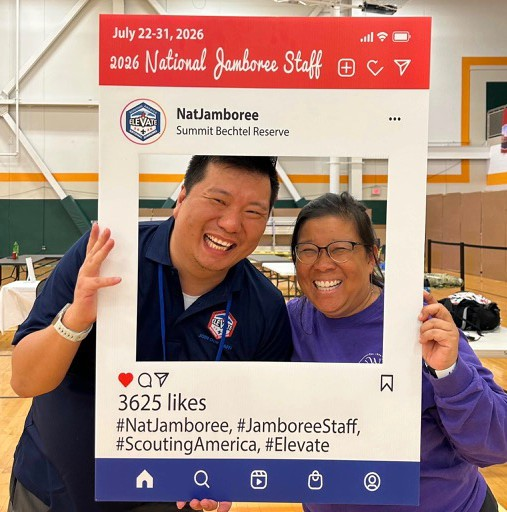 July 22-31, 2026
2026 National Jamboree Staff
ELEVATE
NatJamboree
Summit Bechtel Reserve
ELEVATE
3625 likes
#NatJamboree, #JamboreeStaff,
#ScoutingAmerica, #Elevate